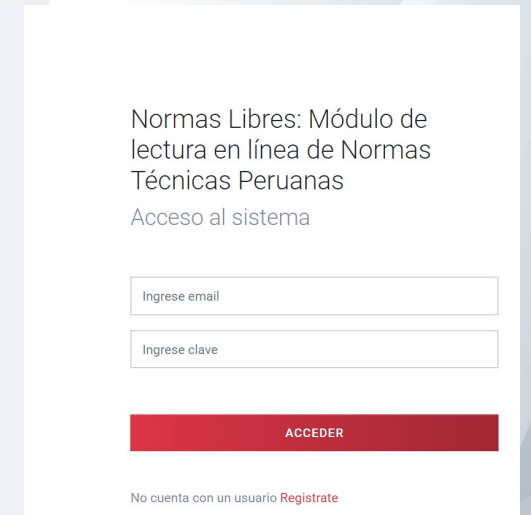 Normas Libres: Módulo de
lectura en línea de Normas
Técnicas Peruanas
Acceso al sistema
Ingrese email
Ingrese clave
ACCEDER
No cuenta con un usuario Registrate